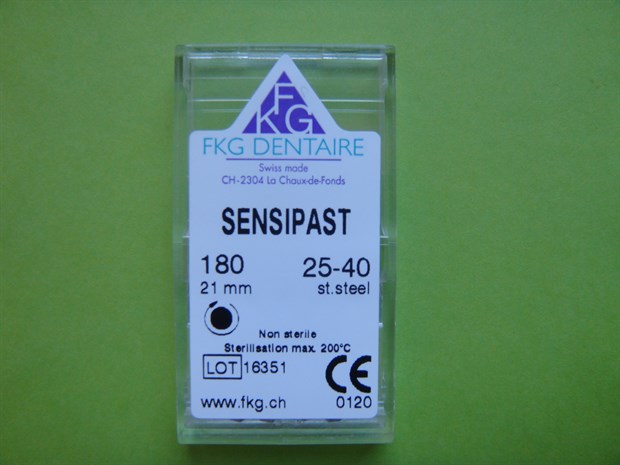 F
KG
FKG DENTAIRE
Swiss made
CH-2304 La Chaux-de-Fonds
SENSIPAST
180 25-40
21 mm st.steel
Non sterile
Sterilisation max. 200°C
LOT 16351
CE
www.fkg.ch 0120